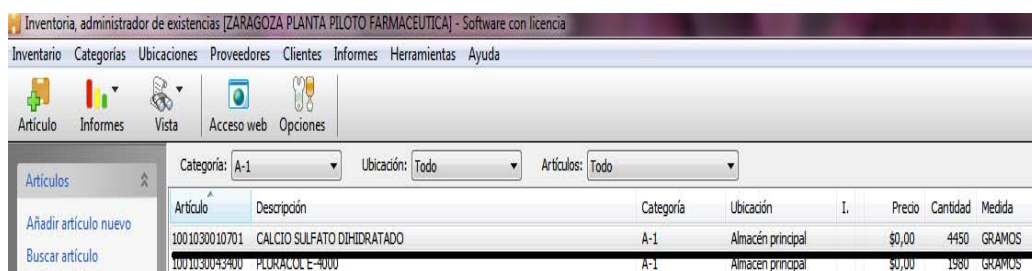 Inventoria, administrador de existencias [ZARAGOZA PLANTA PILOTO FARMACEUTICA] - Software con licencia
Inventario Categorías Ubicaciones Proveedores Clientes Informes Herramientas Ayuda
Artículo Informes Vista Acceso web Opciones
Categoría: A-1 Ubicación: Todo Artículos: Todo
Artículos
Artículo Descripción Categoría Ubicación I. Precio Cantidad Medida
Añadir artículo nuevo
1001030010701 CALCIO SULFATO DIHIDRATADO A-1 Almacén principal $0,00 4450 GRAMOS
Buscar artículo
1001030043400 PLURACOL E-4000 A-1 Almacén principal $0,00 1980 GRAMOS